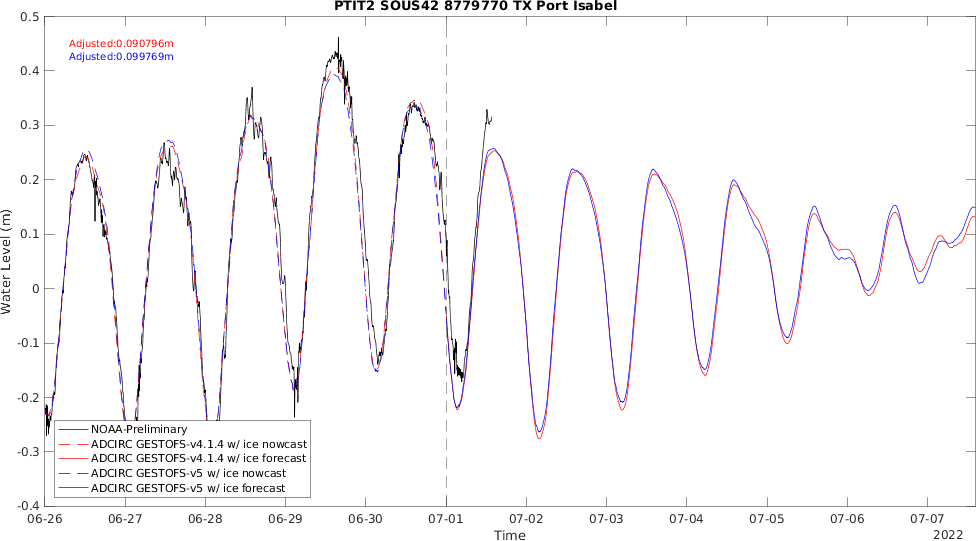 PTIT2 SOUS42 8779770 TX Port Isabel
0.5
0.4
0.3
0.2
0.1
0
-0.1
-0.2
-0.3
-0.4
Water Level (m)
Adjusted:0.090796m
Adjusted:0.099769m
NOAA-Preliminary
ADCIRC GESTOFS-v4.1.4 w/ ice nowcast
ADCIRC GESTOFS-v4.1.4 w/ ice forecast
ADCIRC GESTOFS-v5 w/ ice nowcast
ADCIRC GESTOFS-v5 w/ ice forecast
06-26 06-27 06-28 06-29 06-30 07-01 07-02 07-03 07-04 07-05 07-06 07-07
Time
2022